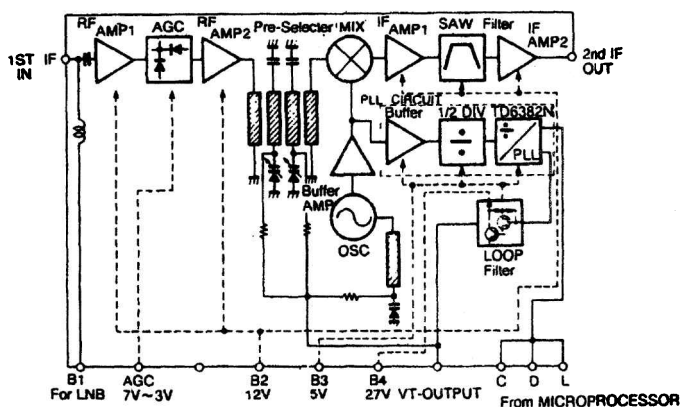 RF
AMP1
AGC
RF
AMP2
Pre-Selecter
MIX
IF
AMP1
SAW
Filter
IF
AMP2
1ST IF
IN
2nd IF
OUT
PLL CIRCUIT
Buffer
1/2 DIV
TD6382N
÷
÷
PLL
Buffer
AMP
OSC
LOOP
Filter
B1
AGC
B2
B3
B4
C
D
L
For LNB
7V~3V
12V
5V
27V
VT-OUTPUT
From MICROPROCESSOR